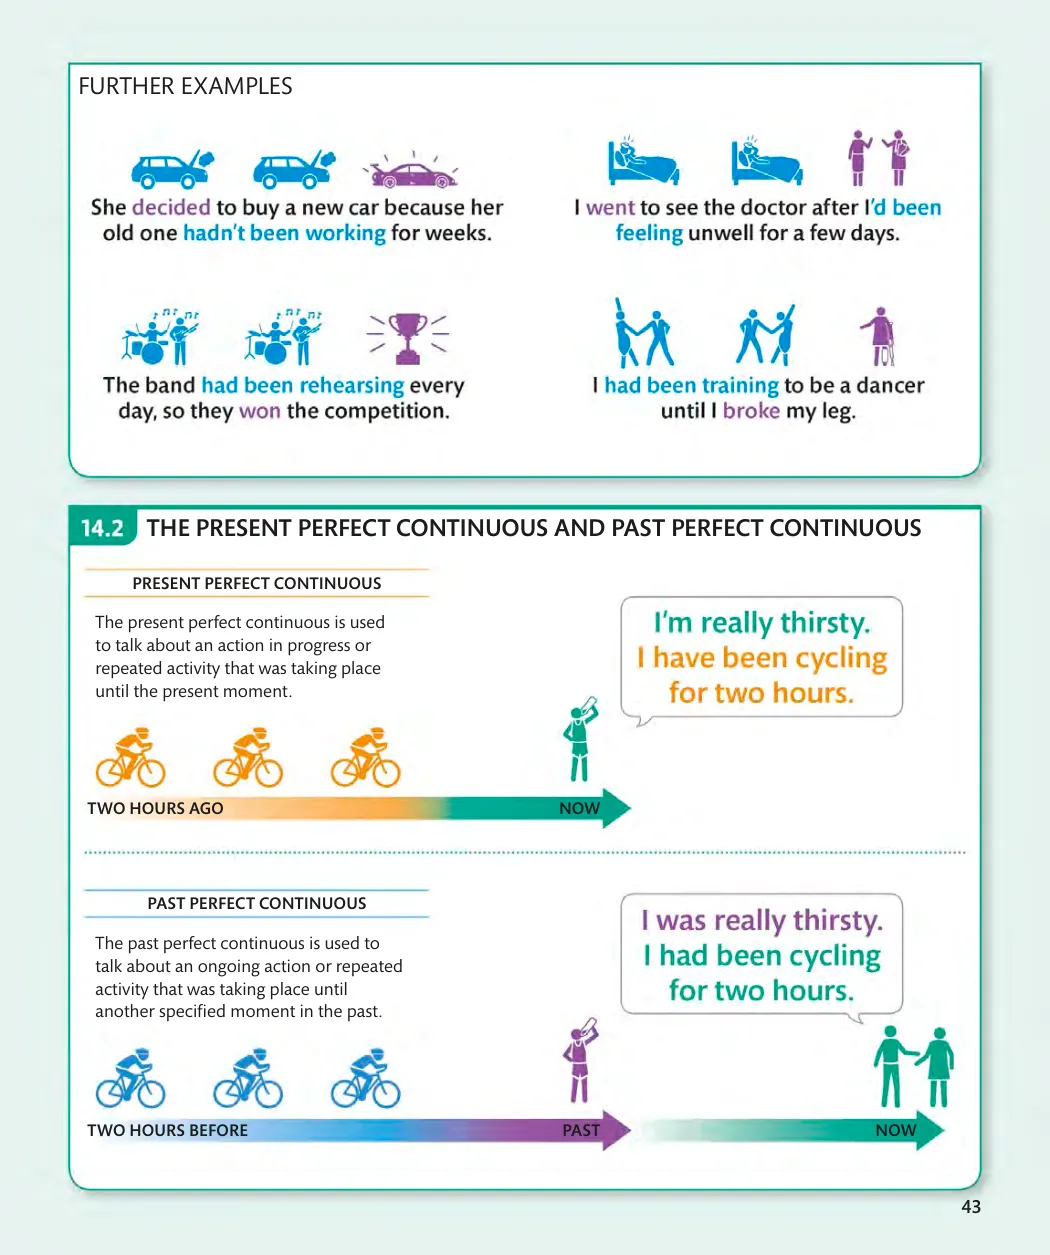 FURTHER EXAMPLES
She decided to buy a new car because her
old one hadn't been working for weeks.
I went to see the doctor after I'd been
feeling unwell for a few days.
The band had been rehearsing every
day, so they won the competition.
I had been training to be a dancer
until I broke my leg.
14.2 THE PRESENT PERFECT CONTINUOUS AND PAST PERFECT CONTINUOUS
PRESENT PERFECT CONTINUOUS
The present perfect continuous is used
to talk about an action in progress or
repeated activity that was taking place
until the present moment.
I'm really thirsty.
I have been cycling
for two hours.
TWO HOURS AGO
NOW
PAST PERFECT CONTINUOUS
The past perfect continuous is used to
talk about an ongoing action or repeated
activity that was taking place until
another specified moment in the past.
I was really thirsty.
I had been cycling
for two hours.
TWO HOURS BEFORE
PAST
NOW
43